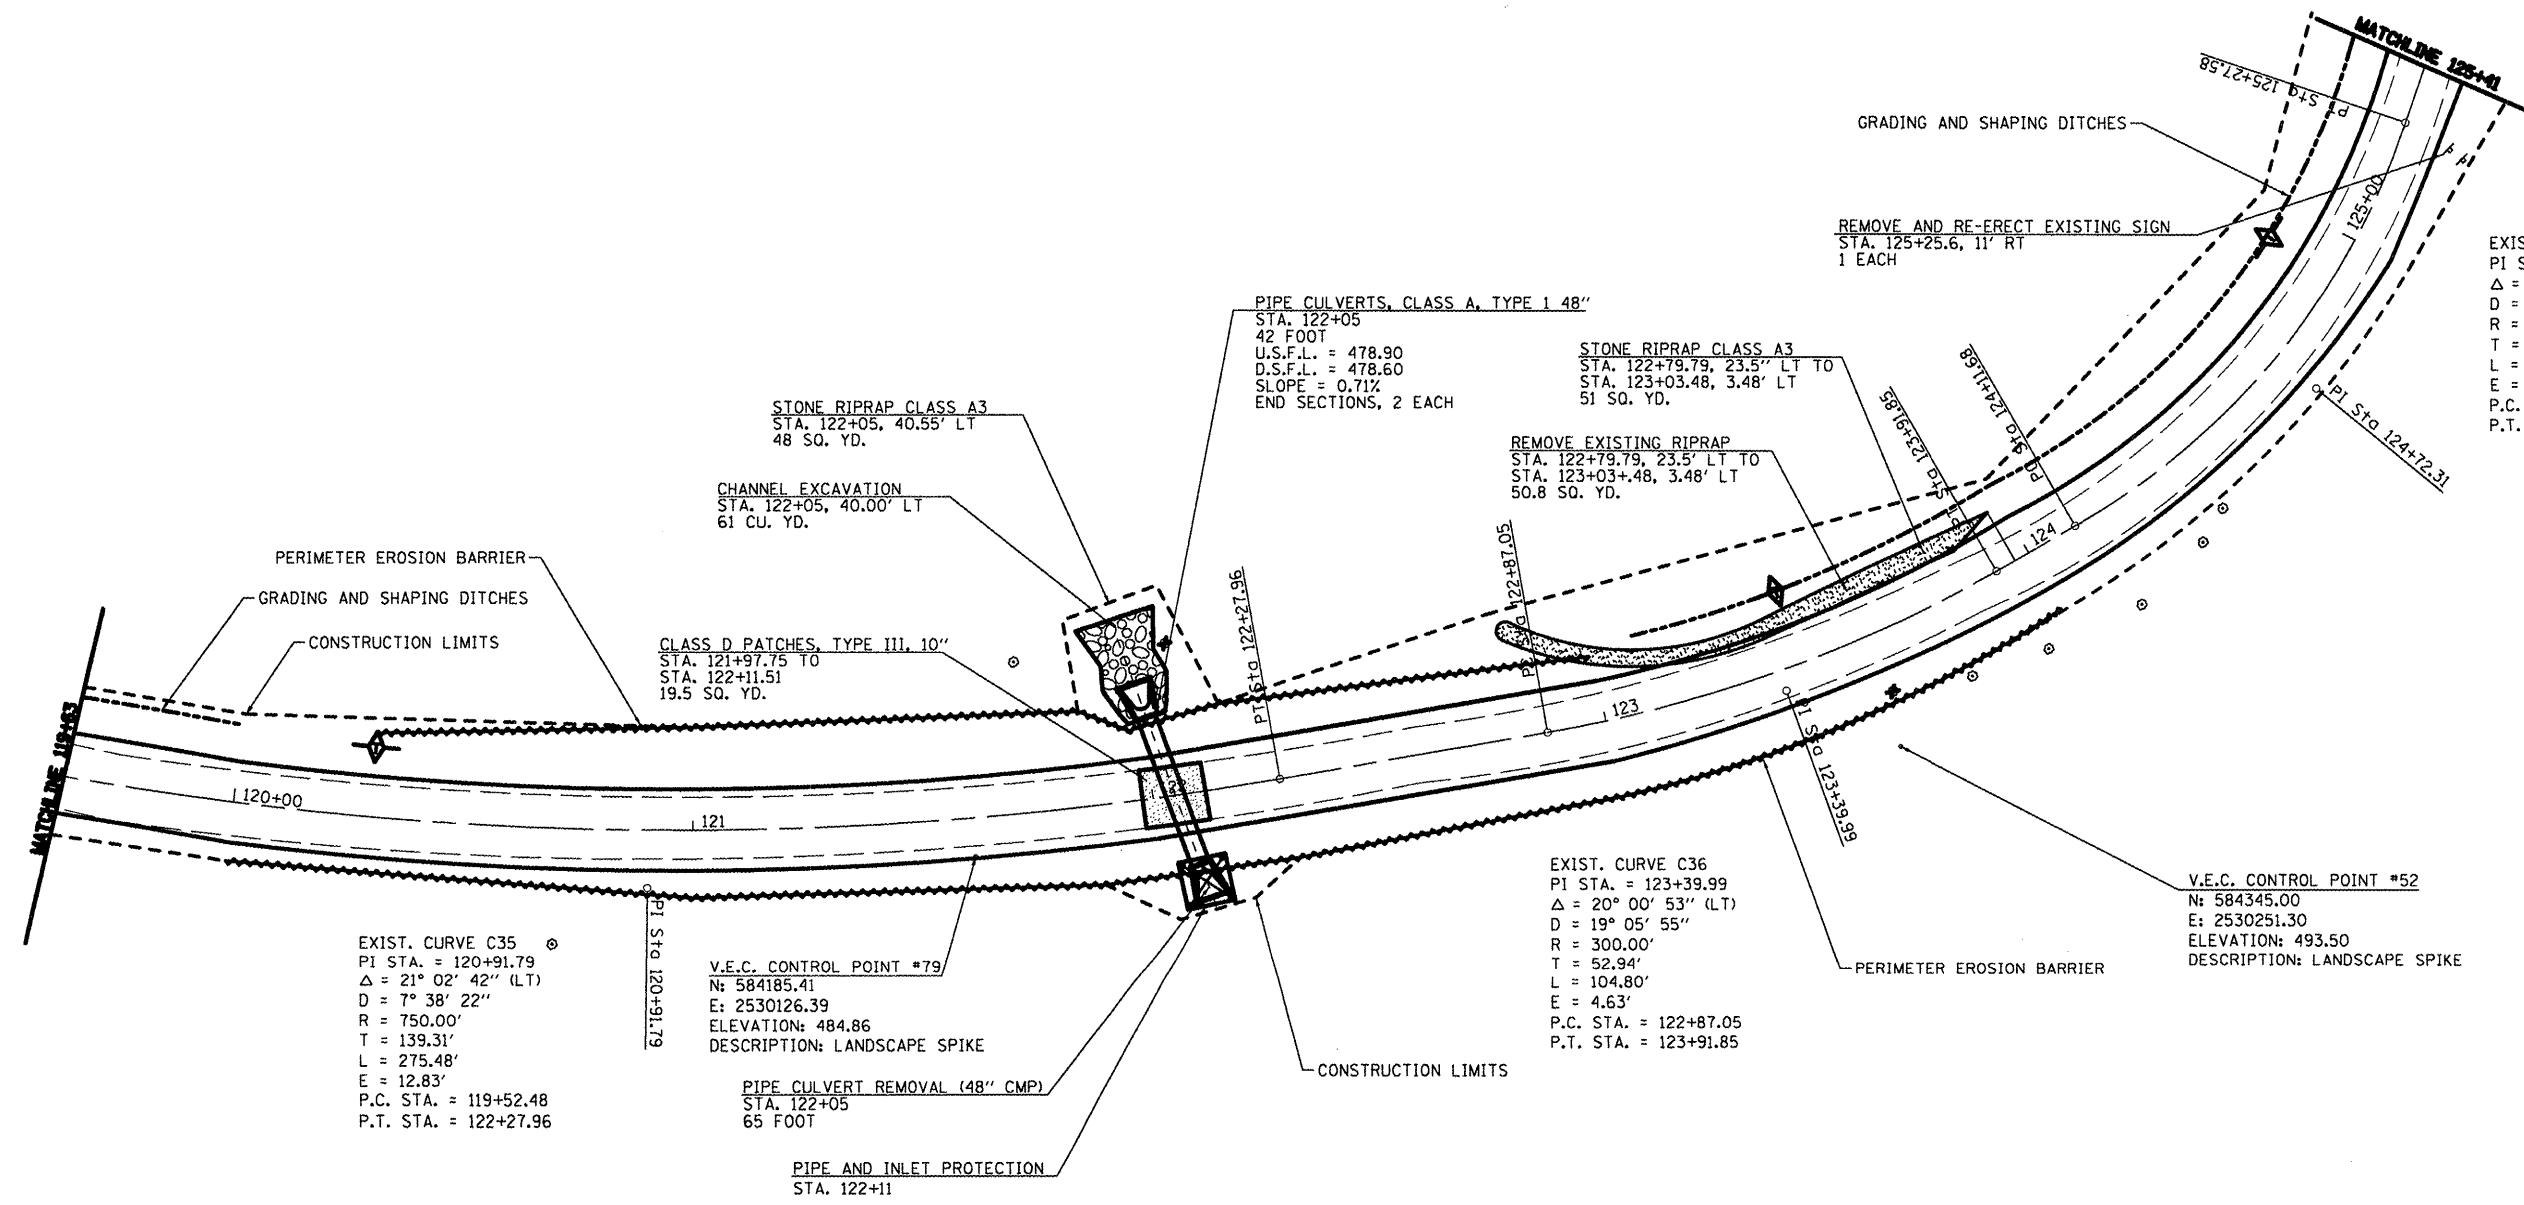 MATCHLINE 125+41
PT Sta 125+27.58
GRADING AND SHAPING DITCHES
REMOVE AND RE-ERECT EXISTING SIGN
STA. 125+25.6, 11' RT
1 EACH
125+00
EXIS
PI S
Δ =
D =
R =
T =
L =
E =
P.C.
P.T.
PIPE CULVERTS, CLASS A, TYPE 1 48"
STA. 122+05
42 FOOT
U.S.F.L. = 478.90
D.S.F.L. = 478.60
SLOPE = 0.71%
END SECTIONS, 2 EACH
STONE RIPRAP CLASS A3
STA. 122+79.79, 23.5" LT TO
STA. 123+03.48, 3.48' LT
51 SQ. YD.
PT Sta 123+91.85
PC Sta 124+11.68
PI Sta 124+72.31
STONE RIPRAP CLASS A3
STA. 122+05, 40.55' LT
48 SQ. YD.
REMOVE EXISTING RIPRAP
STA. 122+79.79, 23.5' LT TO
STA. 123+03+.48, 3.48' LT
50.8 SQ. YD.
CHANNEL EXCAVATION
STA. 122+05, 40.00' LT
61 CU. YD.
124
PERIMETER EROSION BARRIER
GRADING AND SHAPING DITCHES
CONSTRUCTION LIMITS
CLASS D PATCHES, TYPE III, 10"
STA. 121+97.75 TO
STA. 122+11.51
19.5 SQ. YD.
PT Sta 122+27.96
PC Sta 122+87.05
123
PI Sta 123+39.99
MATCHLINE 119+63
120+00
121
PI Sta 120+91.79
EXIST. CURVE C36
PI STA. = 123+39.99
Δ = 20° 00' 53" (LT)
D = 19° 05' 55"
R = 300.00'
T = 52.94'
L = 104.80'
E = 4.63'
P.C. STA. = 122+87.05
P.T. STA. = 123+91.85
V.E.C. CONTROL POINT #52
N: 584345.00
E: 2530251.30
ELEVATION: 493.50
DESCRIPTION: LANDSCAPE SPIKE
PERIMETER EROSION BARRIER
EXIST. CURVE C35
PI STA. = 120+91.79
Δ = 21° 02' 42" (LT)
D = 7° 38' 22"
R = 750.00'
T = 139.31'
L = 275.48'
E = 12.83'
P.C. STA. = 119+52.48
P.T. STA. = 122+27.96
V.E.C. CONTROL POINT #79
N: 584185.41
E: 2530126.39
ELEVATION: 484.86
DESCRIPTION: LANDSCAPE SPIKE
CONSTRUCTION LIMITS
PIPE CULVERT REMOVAL (48" CMP)
STA. 122+05
65 FOOT
PIPE AND INLET PROTECTION
STA. 122+11